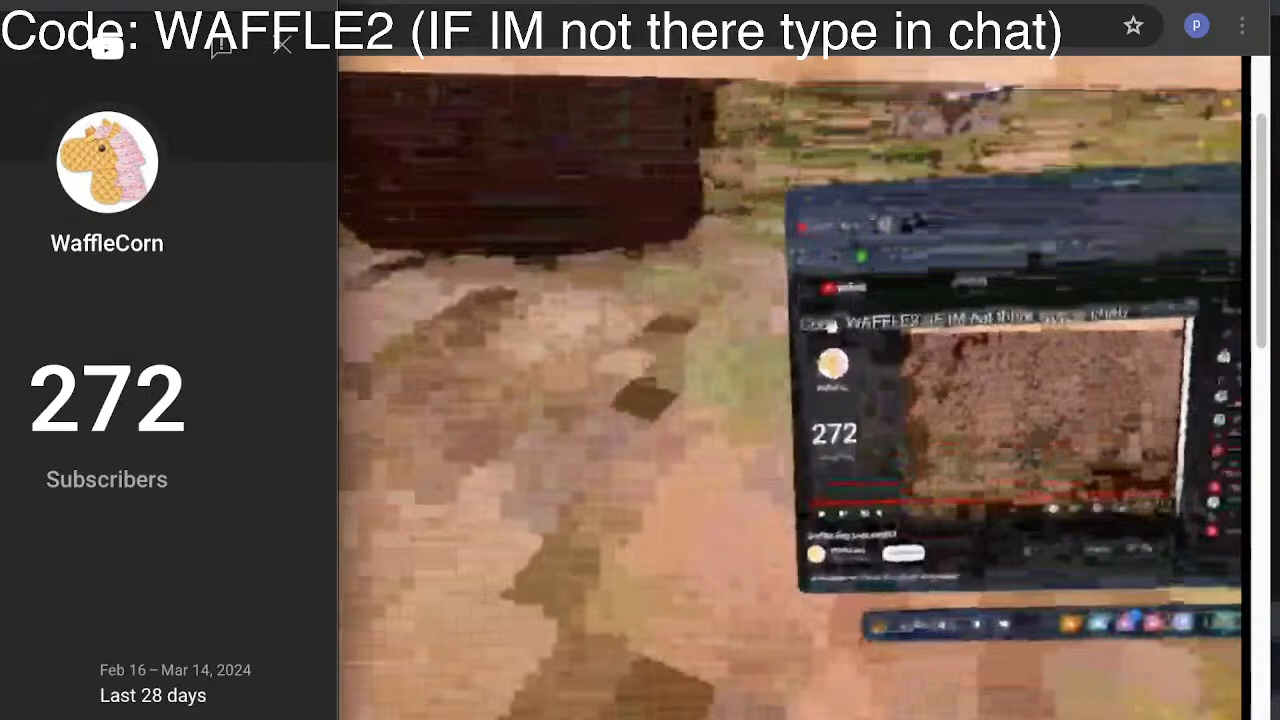 Code: WAFFLE2 (IF IM not there type in chat)
p
WaffleCorn
272
Subscribers
272
Feb 16 – Mar 14, 2024
Last 28 days